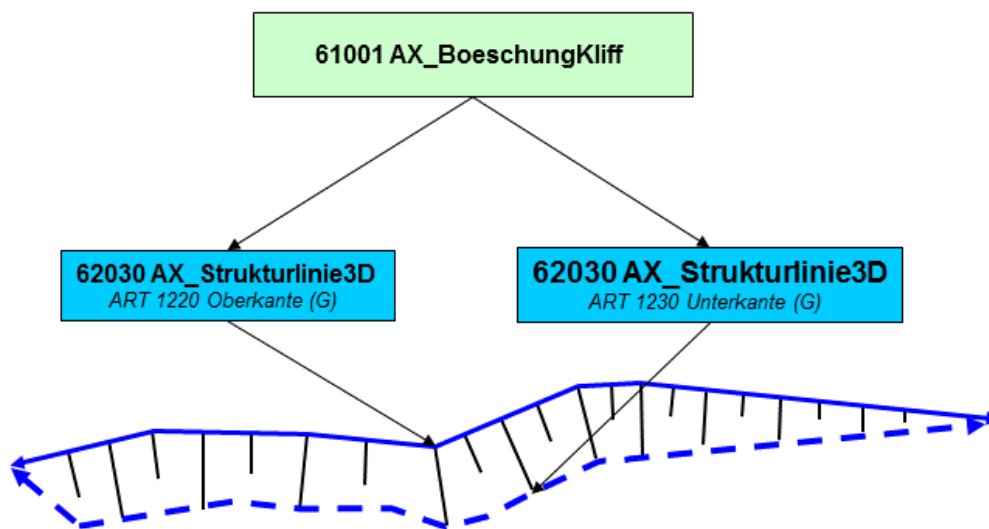 61001 AX_BoeschungKliff
62030 AX_Strukturlinie3D
ART 1220 Oberkante (G)
62030 AX_Strukturlinie3D
ART 1230 Unterkante (G)